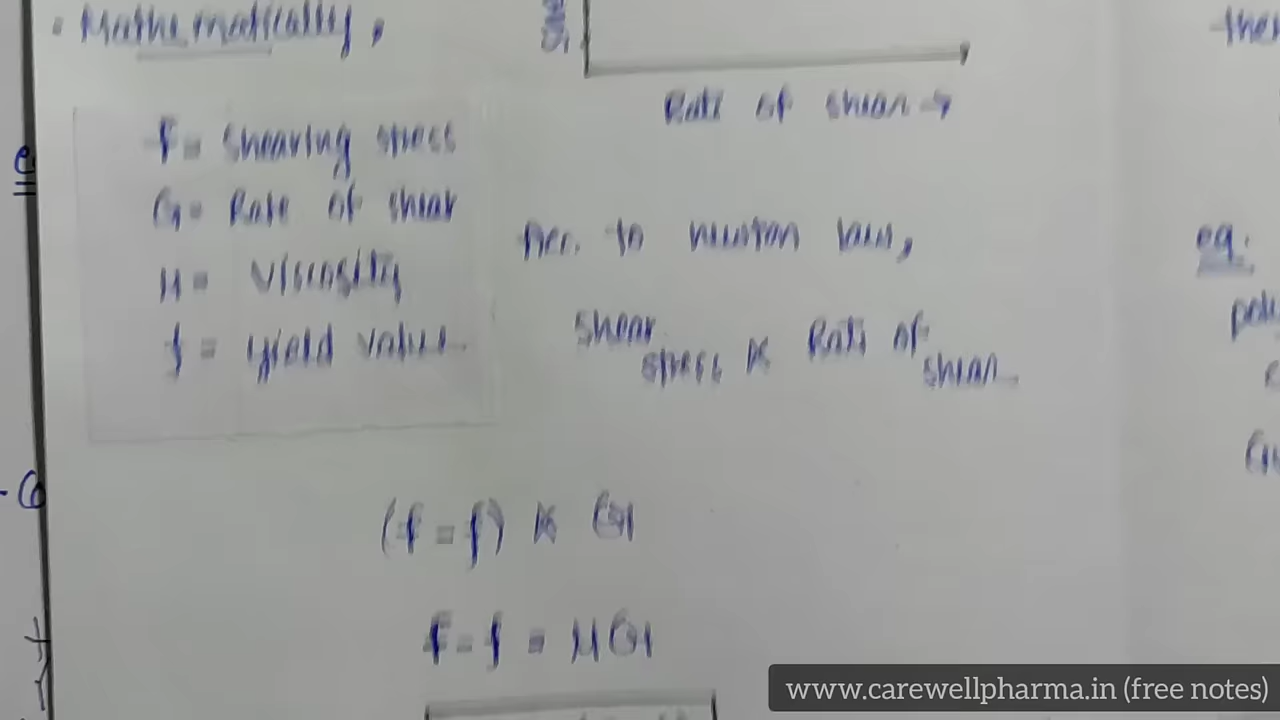 Mathematically,
Rate of shear →
F = Shearing stress
G = Rate of shear
μ = viscosity
f = yield value
Acc. to newton law,
Shear stress ∝ Rate of shear
eq.
(F - f) ∝ G
F - f = μG
www.carewellpharma.in (free notes)